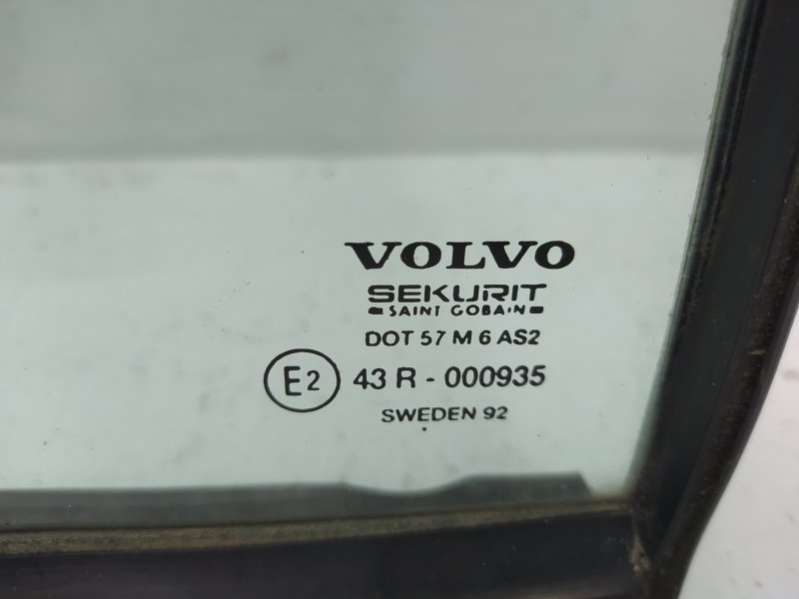 VOLVO
SEKURIT
SAINT GOBAIN
DOT 57 M 6 AS2
E2 43 R - 000935
SWEDEN 92